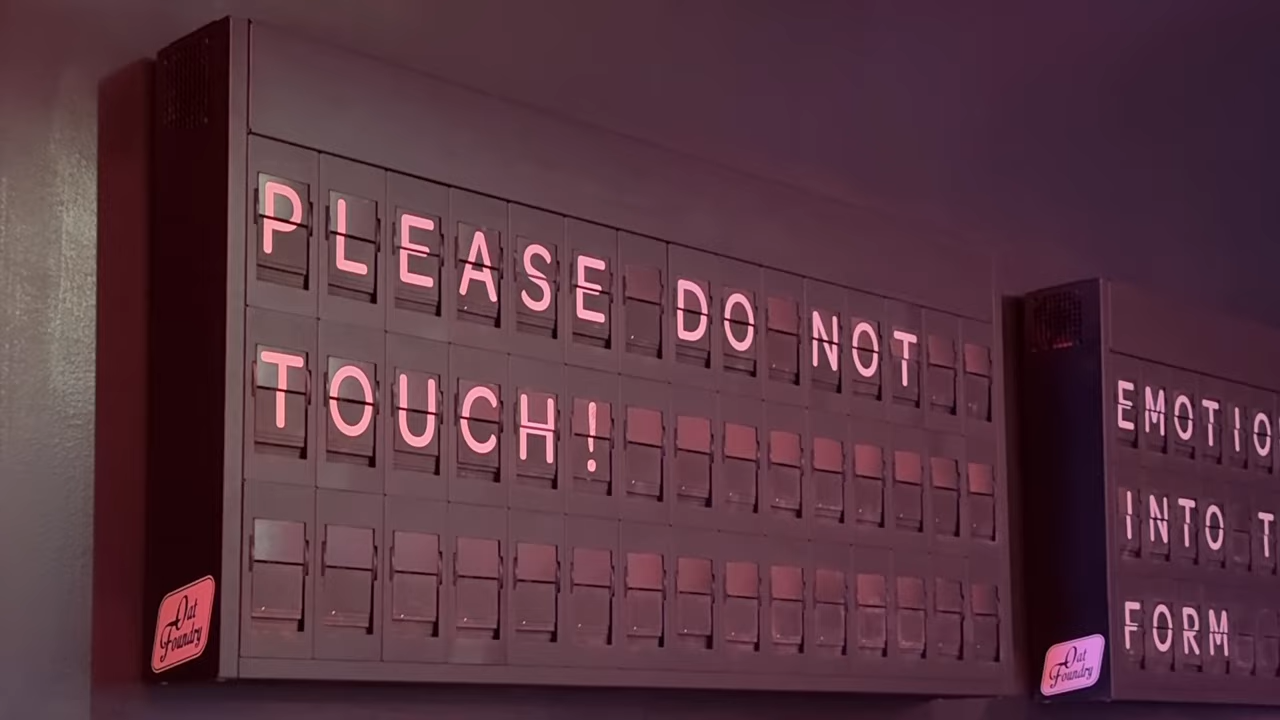 PLEASE DO NOT
TOUCH!
Oat
Foundry
EMOTIO
INTO T
FORM
Oat
Foundry